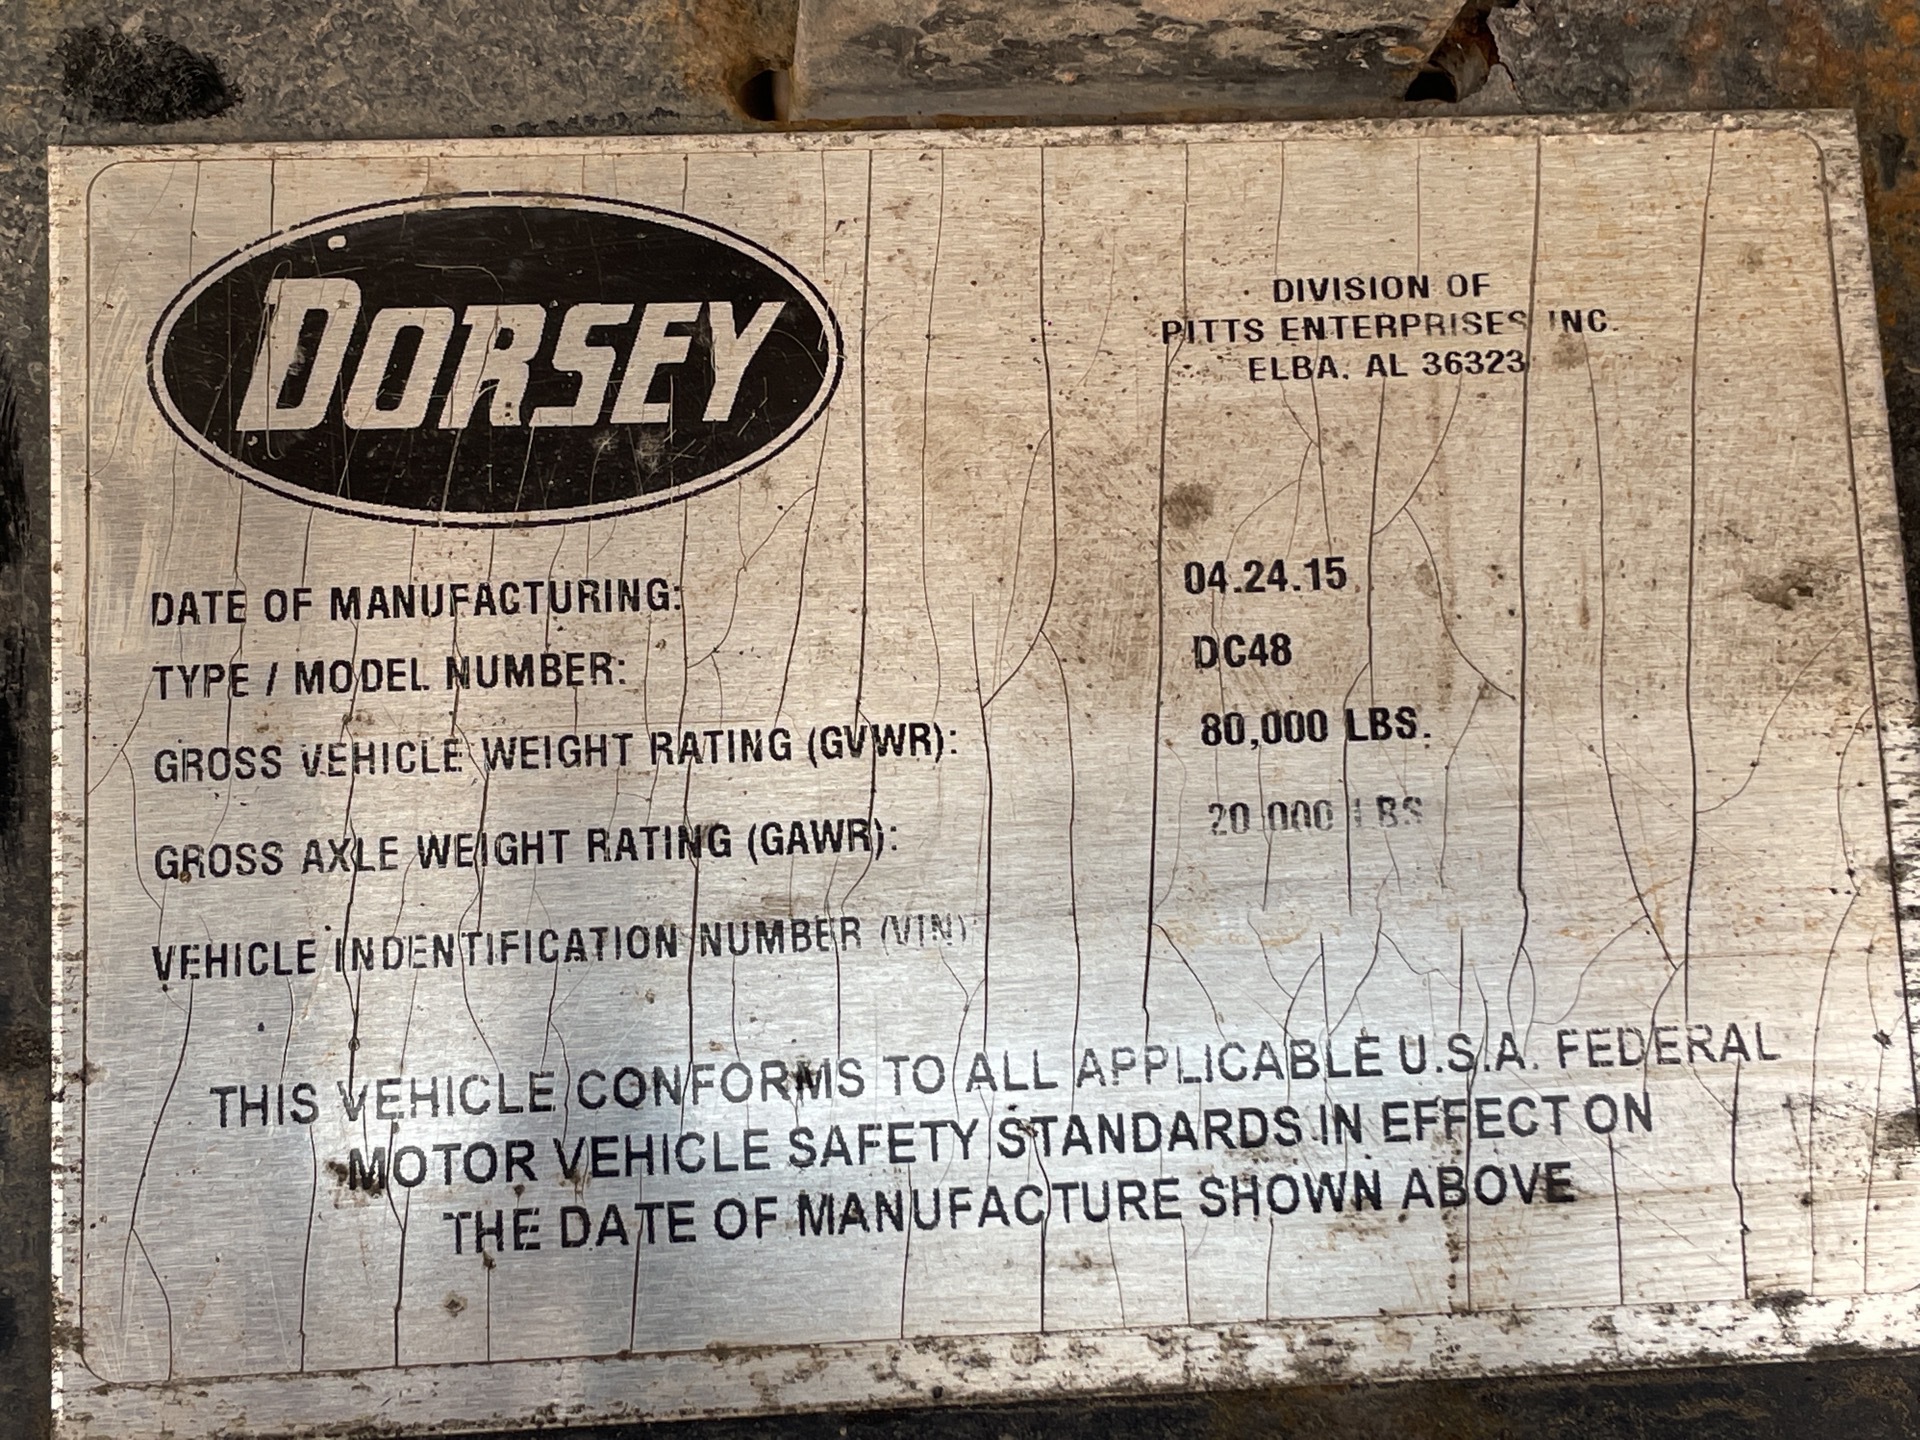 DORSEY
DIVISION OF
PITTS ENTERPRISES INC.
ELBA, AL 36323
DATE OF MANUFACTURING: 04.24.15
TYPE / MODEL NUMBER: DC48
GROSS VEHICLE WEIGHT RATING (GVWR): 80,000 LBS.
GROSS AXLE WEIGHT RATING (GAWR): 20 000 LBS
VEHICLE INDENTIFICATION NUMBER (VIN)
THIS VEHICLE CONFORMS TO ALL APPLICABLE U.S.A. FEDERAL
MOTOR VEHICLE SAFETY STANDARDS IN EFFECT ON
THE DATE OF MANUFACTURE SHOWN ABOVE